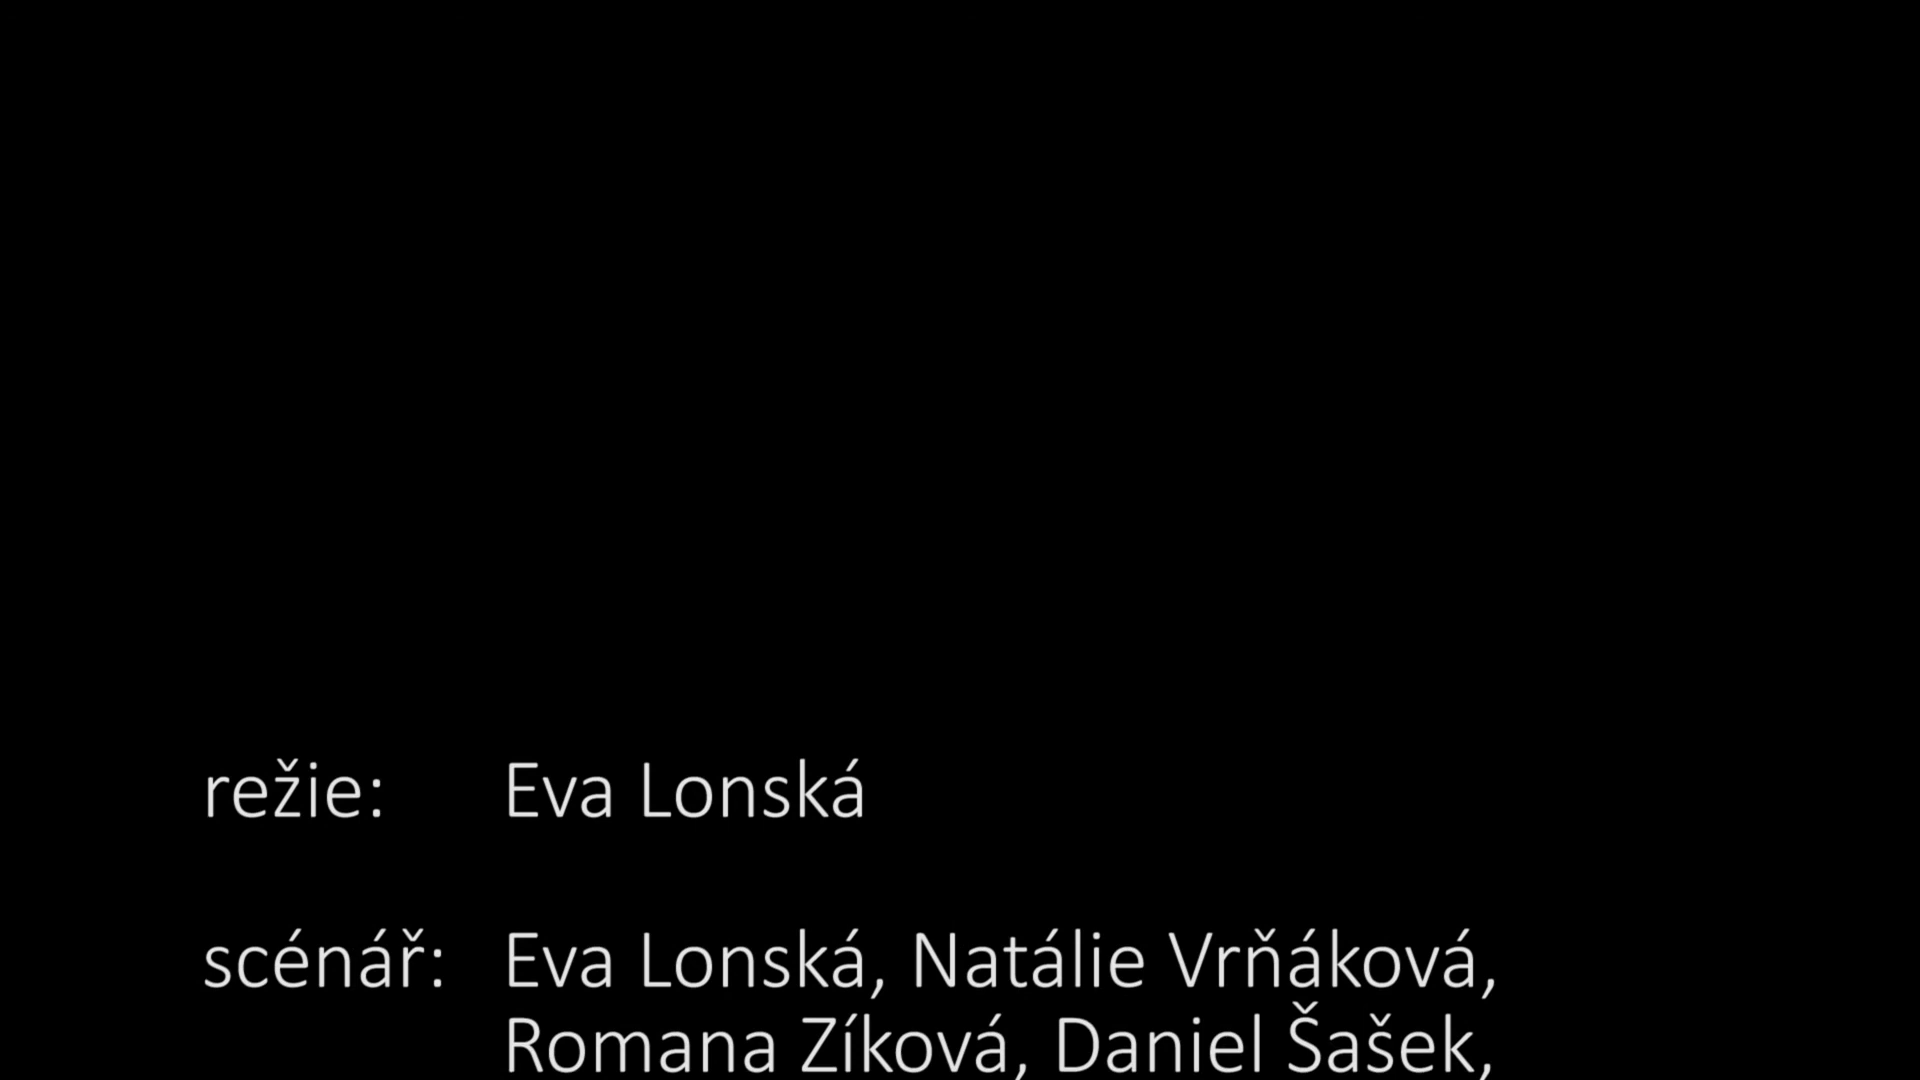 režie: Eva Lonská
scénář: Eva Lonská, Natálie Vrňáková,
Romana Zíková, Daniel Šašek,